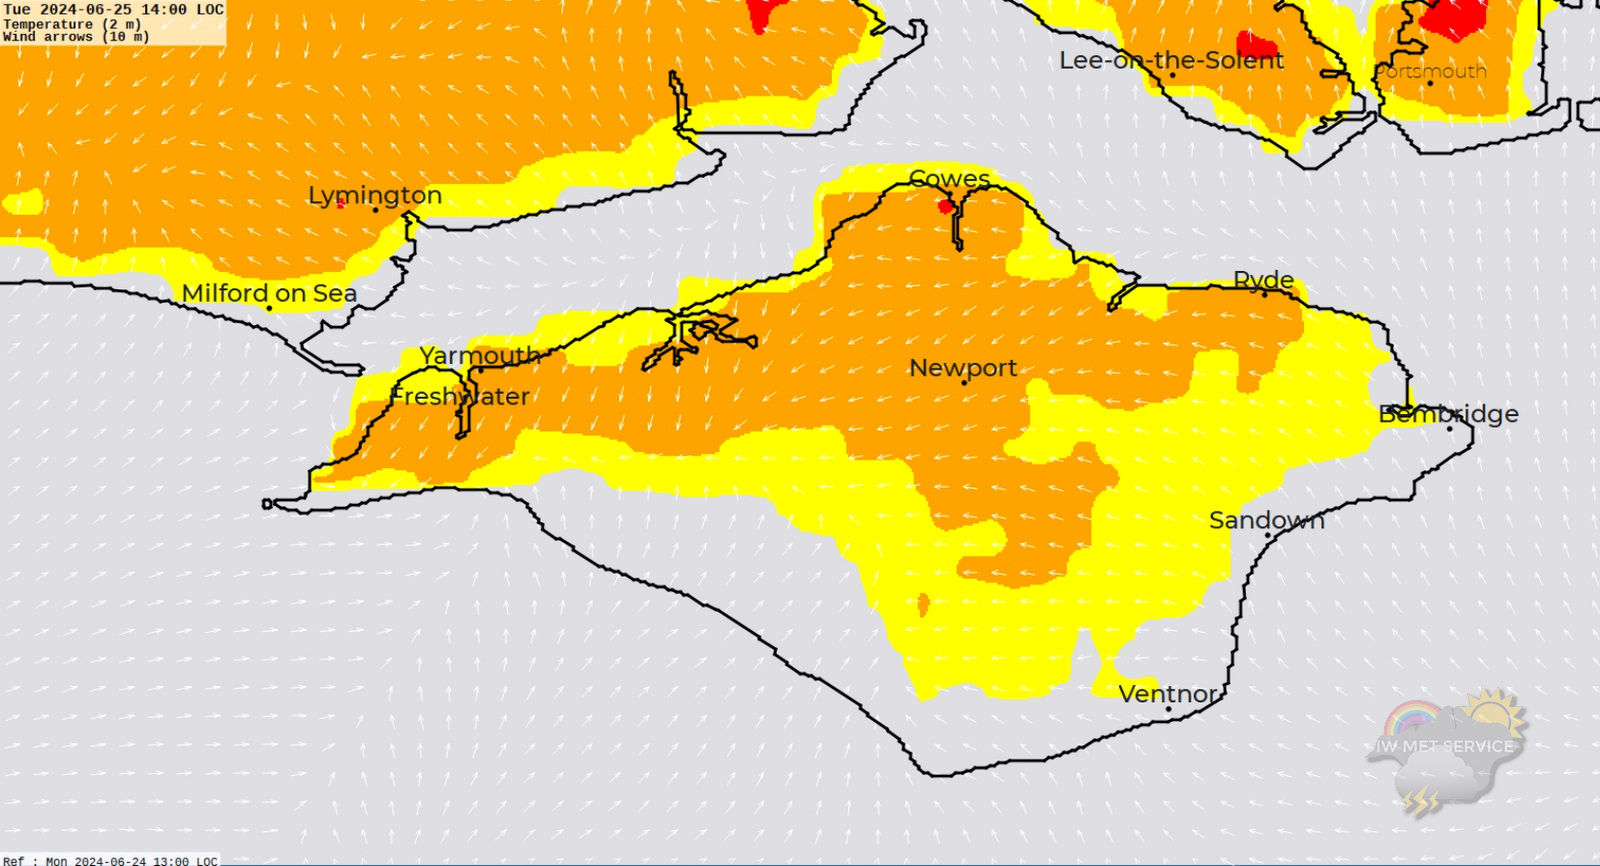 Tue 2024-06-25 14:00 LOC
Temperature (2 m)
Wind arrows (10 m)
Lee-on-the-Solent
Portsmouth
Cowes
Lymington
Ryde
Milford on Sea
Yarmouth
Newport
Freshwater
Bembridge
Sandown
Ventnor
IW MET SERVICE
Ref : Mon 2024-06-24 13:00 LOC